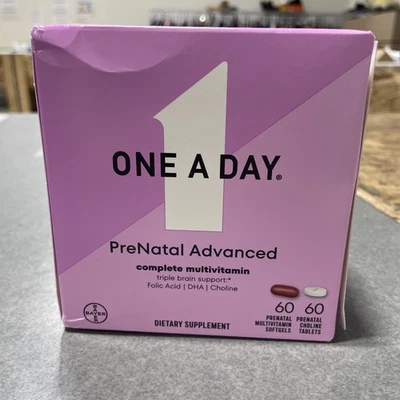 1
ONE A DAY®
PreNatal Advanced
complete multivitamin
triple brain support:*
Folic Acid | DHA | Choline
60 60
PRENATAL MULTIVITAMIN SOFTGELS
PRENATAL CHOLINE TABLETS
BAYER
DIETARY SUPPLEMENT